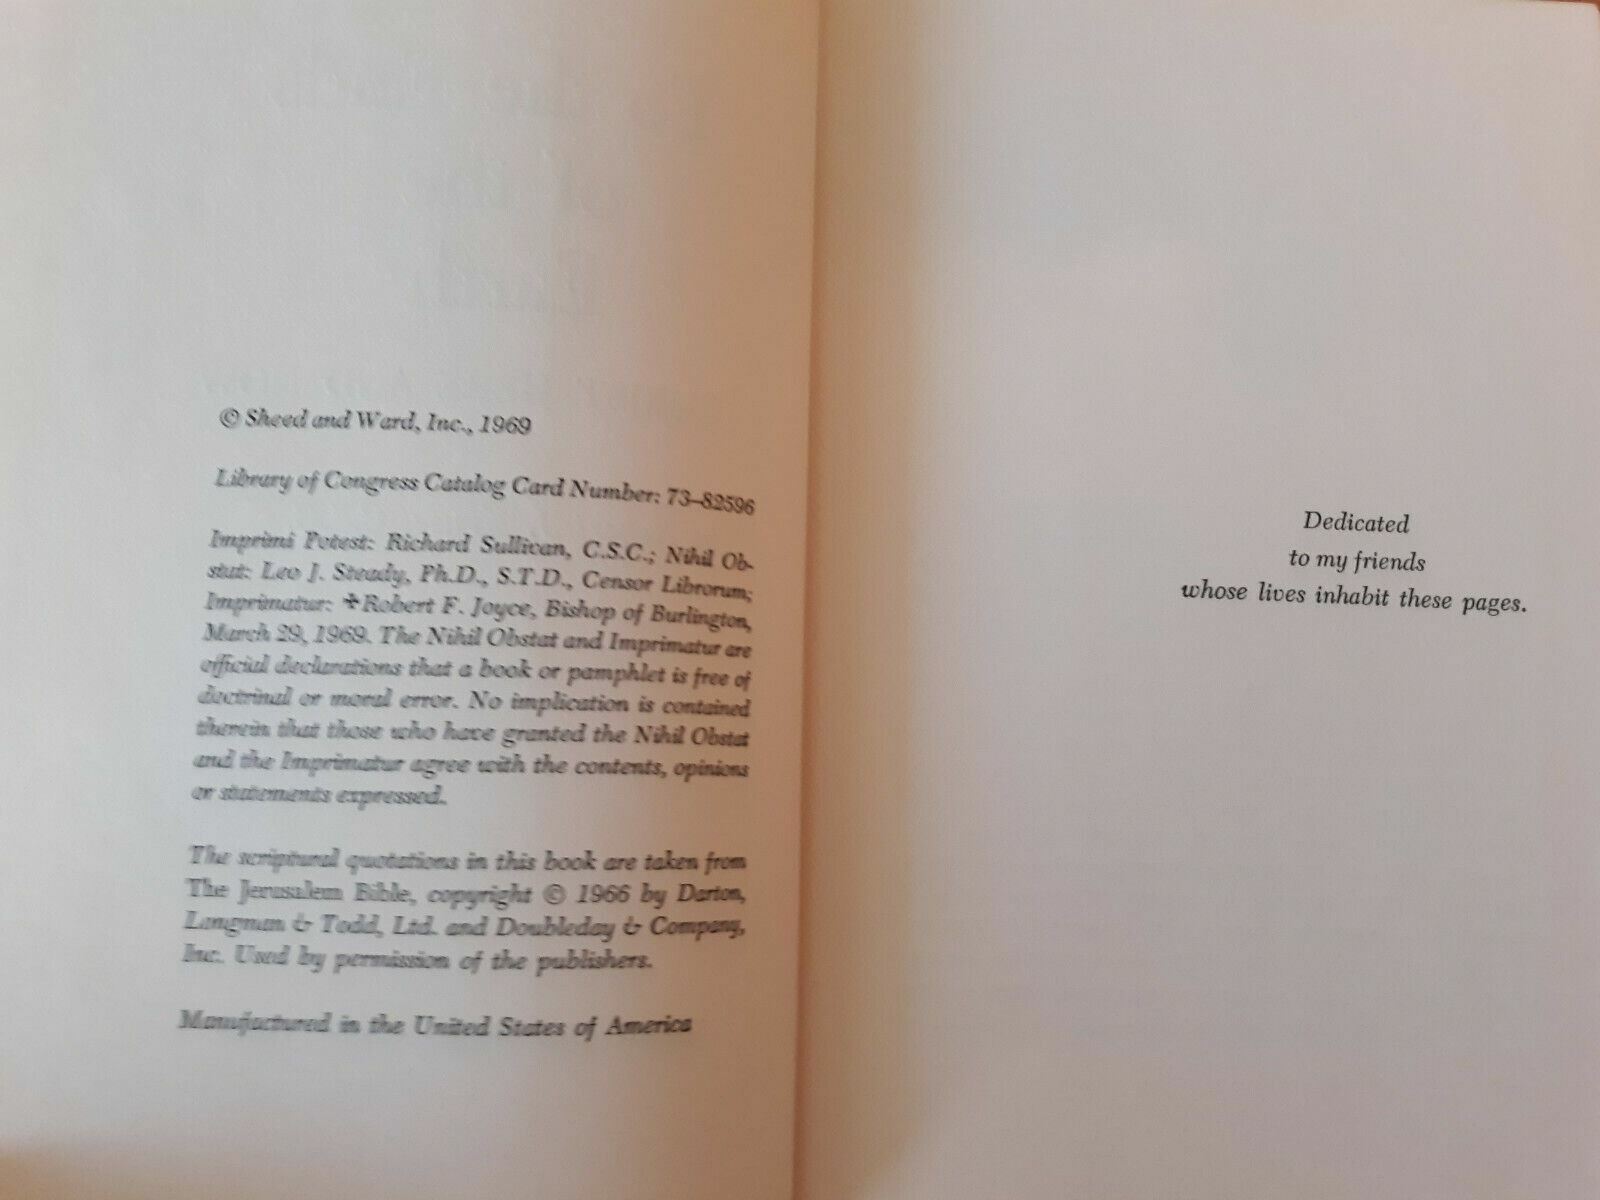 © Sheed and Ward, Inc., 1969
Library of Congress Catalog Card Number: 73–82596
Imprimi Potest: Richard Sullivan, C.S.C.; Nihil Ob-
stat: Leo J. Steady, Ph.D., S.T.D., Censor Librorum;
Imprimatur: ✠Robert F. Joyce, Bishop of Burlington,
March 29, 1969. The Nihil Obstat and Imprimatur are
official declarations that a book or pamphlet is free of
doctrinal or moral error. No implication is contained
therein that those who have granted the Nihil Obstat
and the Imprimatur agree with the contents, opinions
or statements expressed.
The scriptural quotations in this book are taken from
The Jerusalem Bible, copyright © 1966 by Darton,
Longman & Todd, Ltd. and Doubleday & Company,
Inc. Used by permission of the publishers.
Manufactured in the United States of America
Dedicated
to my friends
whose lives inhabit these pages.